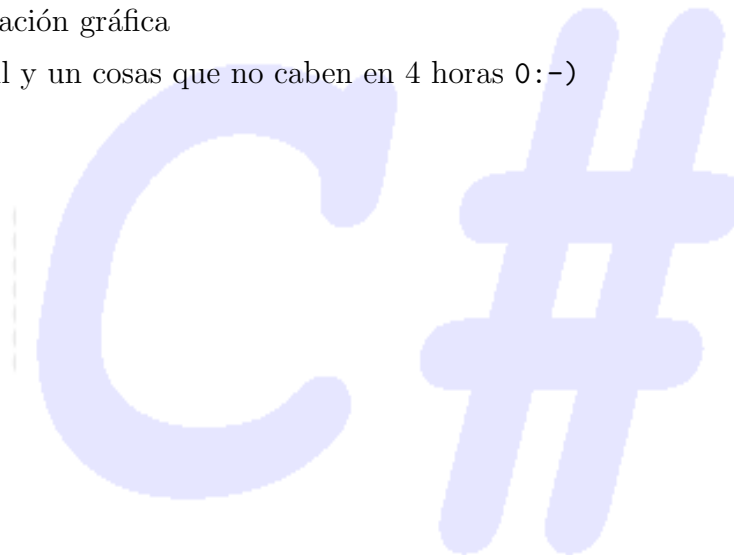 ación gráfica
l y un cosas que no caben en 4 horas 0:-)
C#